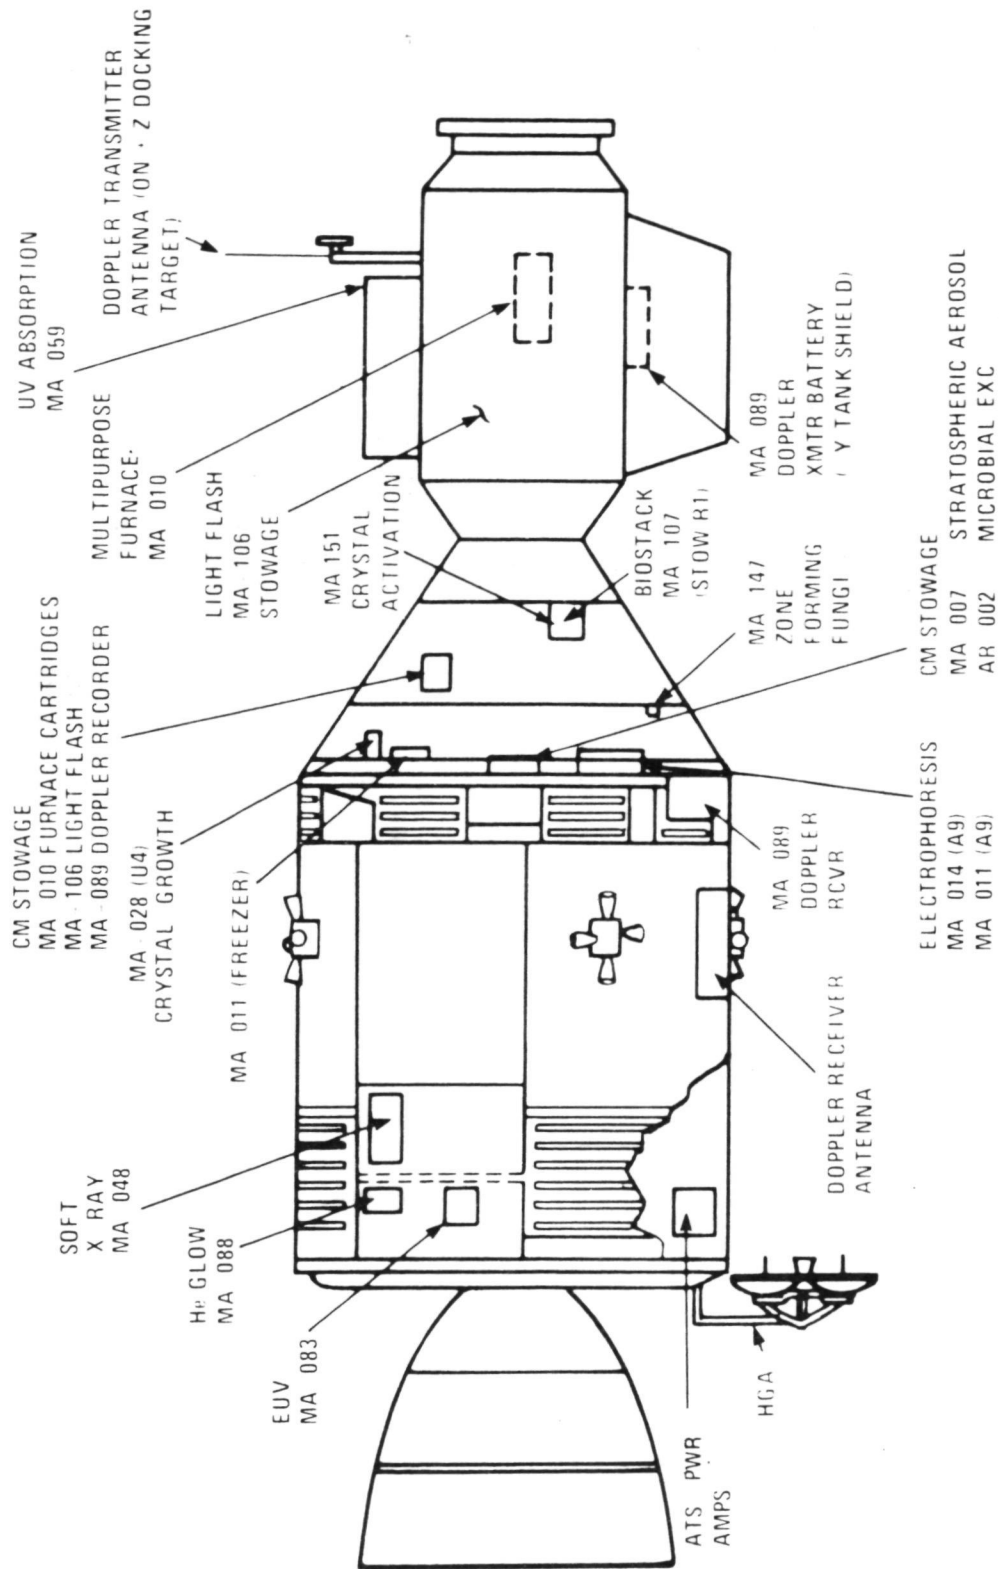 CM STOWAGE
MA 010 FURNACE CARTRIDGES
MA-106 LIGHT FLASH
MA-089 DOPPLER RECORDER
MA-028 (U4)
CRYSTAL GROWTH
MA 011 (FREEZER)
SOFT
X RAY
MA 048
He GLOW
MA 088
EUV
MA 083
UV ABSORPTION
MA 059
DOPPLER TRANSMITTER
ANTENNA (ON - Z DOCKING
TARGET)
MULTIPURPOSE
FURNACE-
MA 010
LIGHT FLASH
MA-106
STOWAGE
MA 151
CRYSTAL
ACTIVATION
BIOSTACK
MA 107
(STOW R1)
MA 089
DOPPLER
XMTR BATTERY
( Y TANK SHIELD)
MA 147
ZONE
FORMING
FUNGI
CM STOWAGE
MA 007 STRATOSPHERIC AEROSOL
AR 002 MICROBIAL EXC
ELECTROPHORESIS
MA 014 (A9)
MA 011 (A9)
MA 089
DOPPLER
RCVR
DOPPLER RECEIVER
ANTENNA
HGA
ATS PWR
AMPS